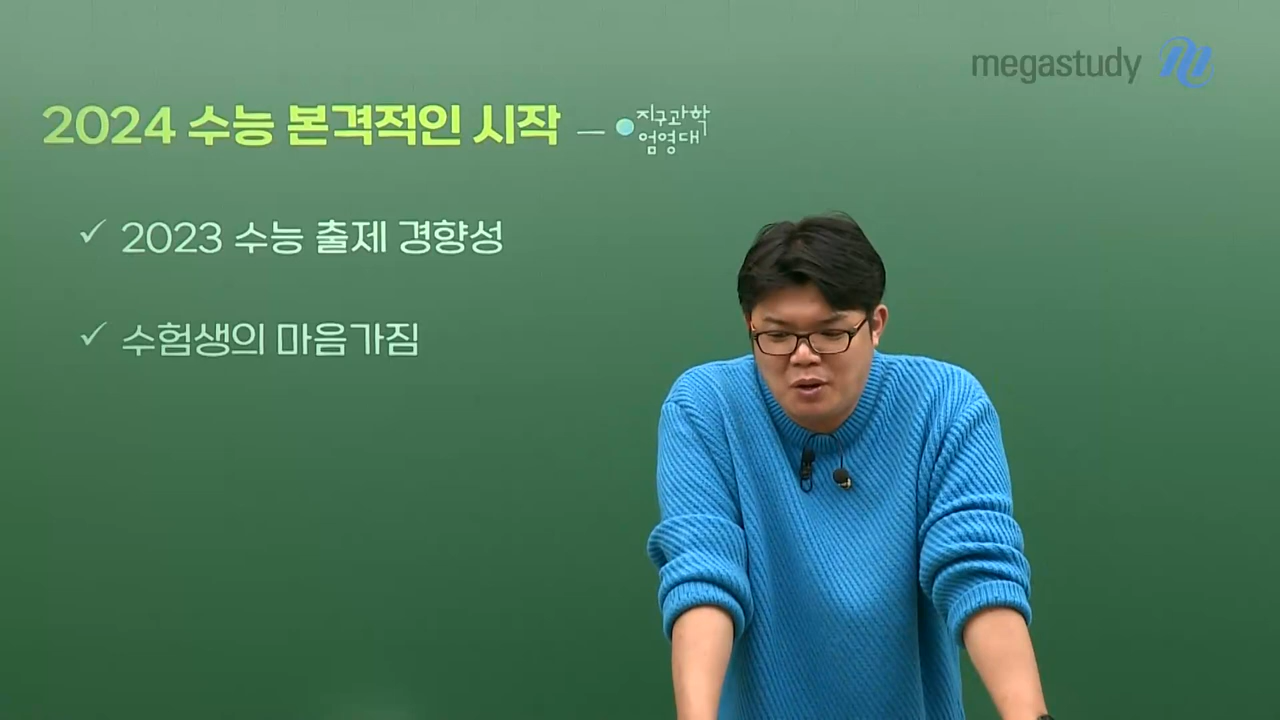 megastudy
2024 수능 본격적인 시작 – 지구과학 엄영대
✓ 2023 수능 출제 경향성
✓ 수험생의 마음가짐